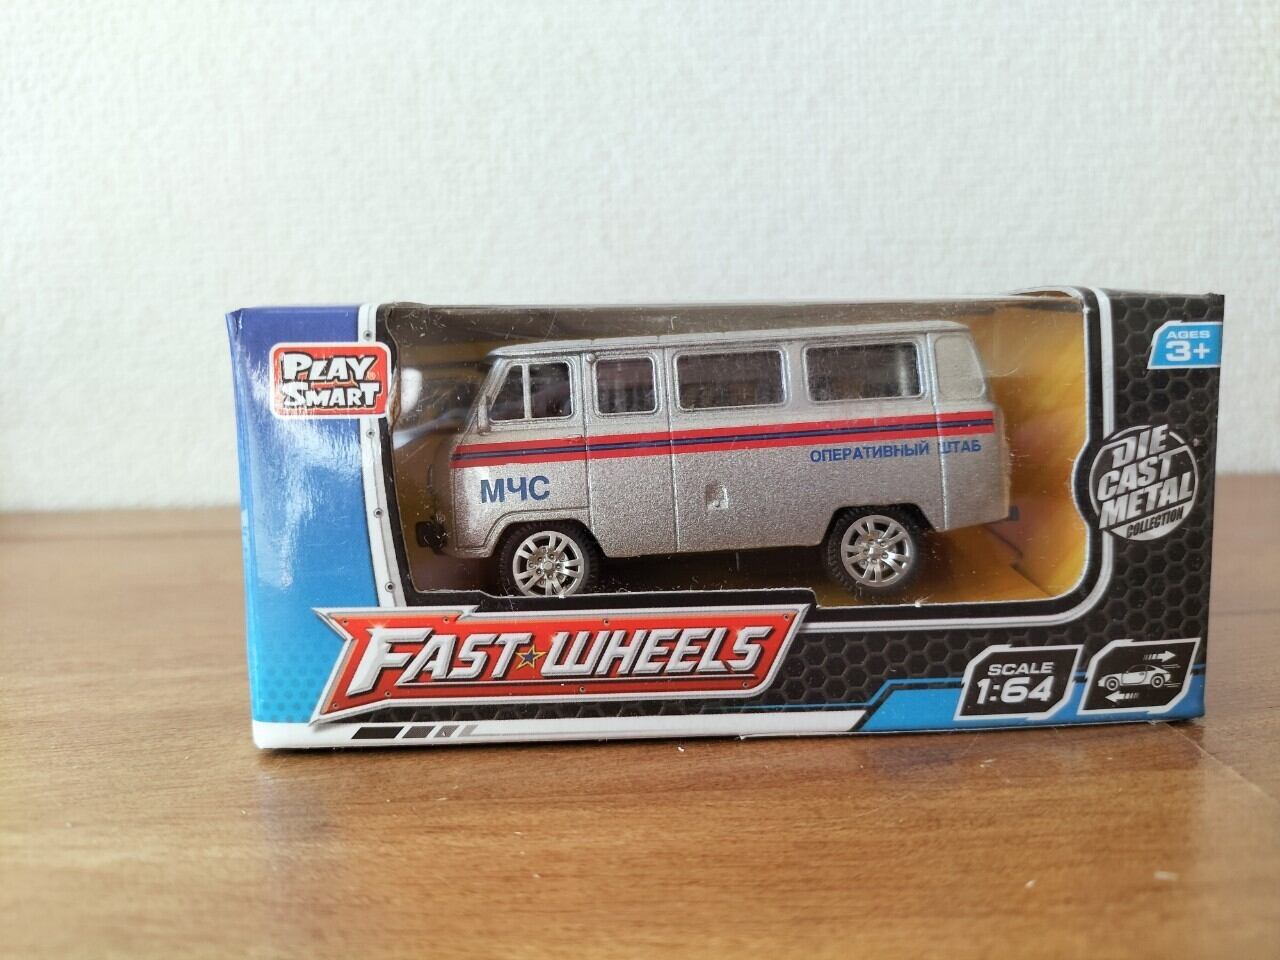 PLAY
SMART
AGES
3+
МЧС
ОПЕРАТИВНЫЙ ШТАБ
DIE
CAST
METAL
COLLECTION
FAST WHEELS
SCALE
1:64